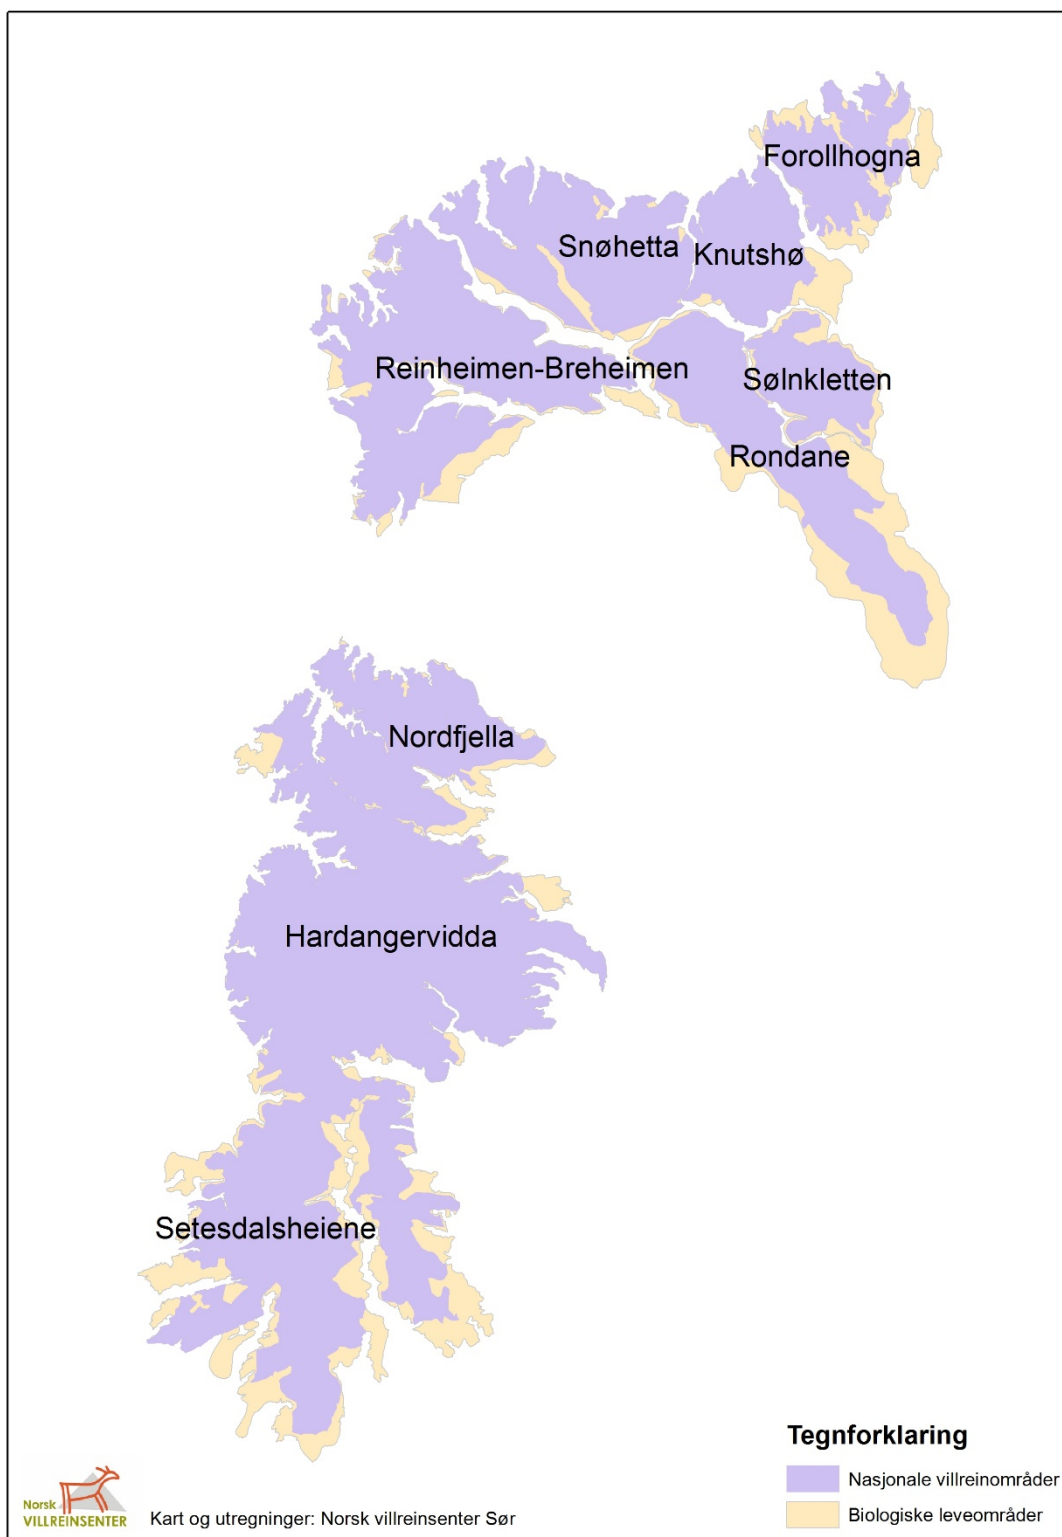 Forollhogna
Snøhetta
Knutshø
Reinheimen-Breheimen
Sølnkletten
Rondane
Nordfjella
Hardangervidda
Setesdalsheiene
Tegnforklaring
Nasjonale villreinområder
Biologiske leveområder
Norsk
VILLREINSENTER
Kart og utregninger: Norsk villreinsenter Sør